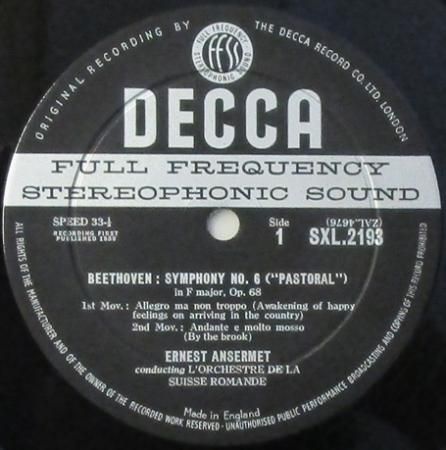 ORIGINAL RECORDING BY THE DECCA RECORD CO. LTD. LONDON
FULL · FREQUENCY
FFSS
STEREOPHONIC SOUND
DECCA
FULL FREQUENCY
STEREOPHONIC SOUND
SPEED 33⅓
RECORDING FIRST
PUBLISHED 1959
Side
1
(ZAL.4676)
SXL.2193
BEETHOVEN : SYMPHONY NO. 6 ("PASTORAL")
in F major, Op. 68
1st Mov.: Allegro ma non troppo (Awakening of happy
feelings on arriving in the country)
2nd Mov.: Andante e molto mosso
(By the brook)
ERNEST ANSERMET
conducting L'ORCHESTRE DE LA
SUISSE ROMANDE
Made in England
ALL RIGHTS OF THE MANUFACTURER AND OF THE OWNER OF THE RECORDED WORK RESERVED · UNAUTHORISED PUBLIC PERFORMANCE BROADCASTING AND COPYING OF THIS RECORD PROHIBITED